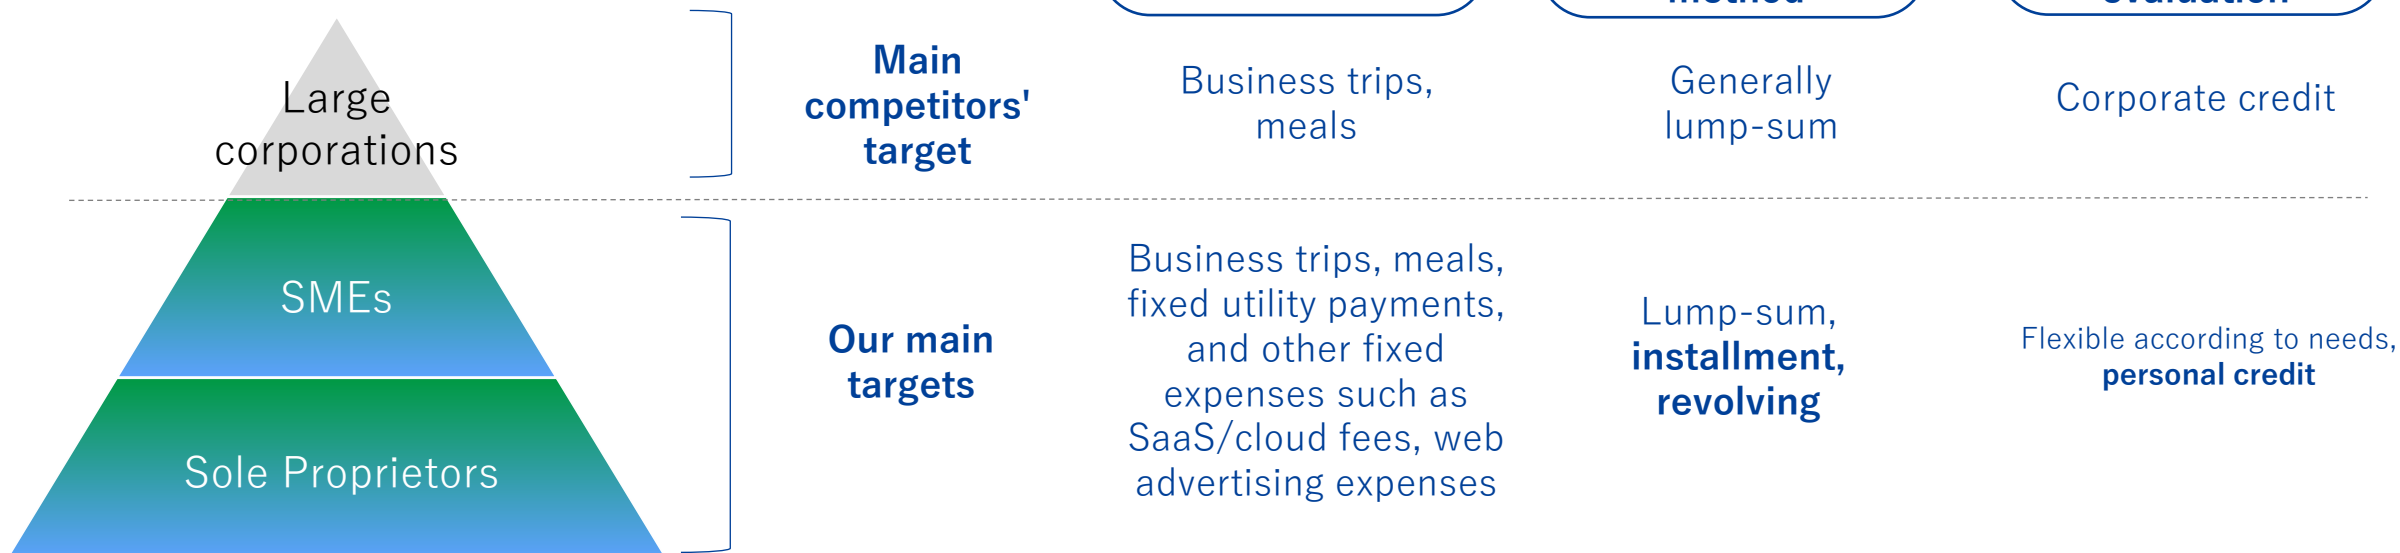 method
evaluation
Large
corporations
Main
competitors'
target
Business trips,
meals
Generally
lump-sum
Corporate credit
SMEs
Sole Proprietors
Our main
targets
Business trips, meals,
fixed utility payments,
and other fixed
expenses such as
SaaS/cloud fees, web
advertising expenses
Lump-sum,
installment,
revolving
Flexible according to needs,
personal credit